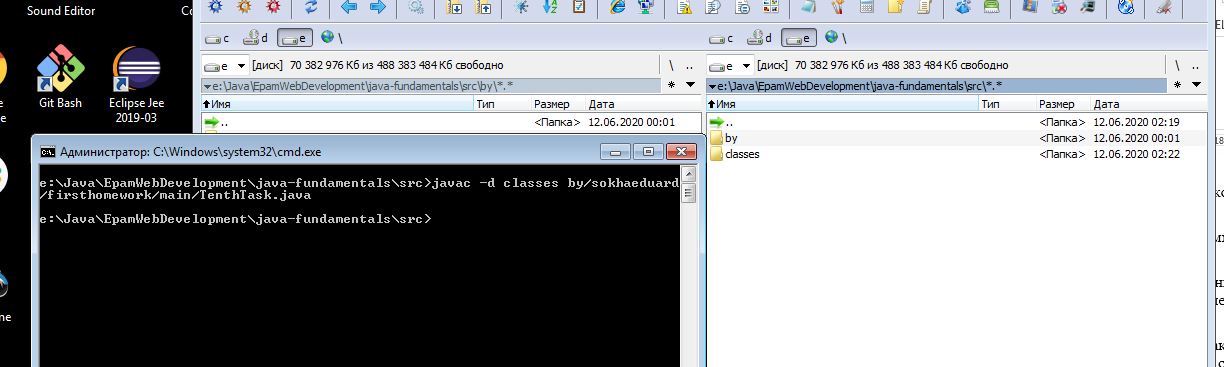 Sound Editor
Git Bash
Eclipse Jee
2019-03
c d e \
e [диск] 70 382 976 Кб из 488 383 484 Кб свободно \ ..
e:\Java\EpamWebDevelopment\java-fundamentals\src\by\*.* *
Имя Тип Размер Дата
.. <Папка> 12.06.2020 00:01
c d e \
e [диск] 70 382 976 Кб из 488 383 484 Кб свободно \ ..
e:\Java\EpamWebDevelopment\java-fundamentals\src\*.* *
Имя Тип Размер Дата
.. <Папка> 12.06.2020 02:19
by <Папка> 12.06.2020 00:01
classes <Папка> 12.06.2020 02:22
Администратор: C:\Windows\system32\cmd.exe
e:\Java\EpamWebDevelopment\java-fundamentals\src>javac -d classes by/sokhaeduard
/firsthomework/main/TenthTask.java
e:\Java\EpamWebDevelopment\java-fundamentals\src>